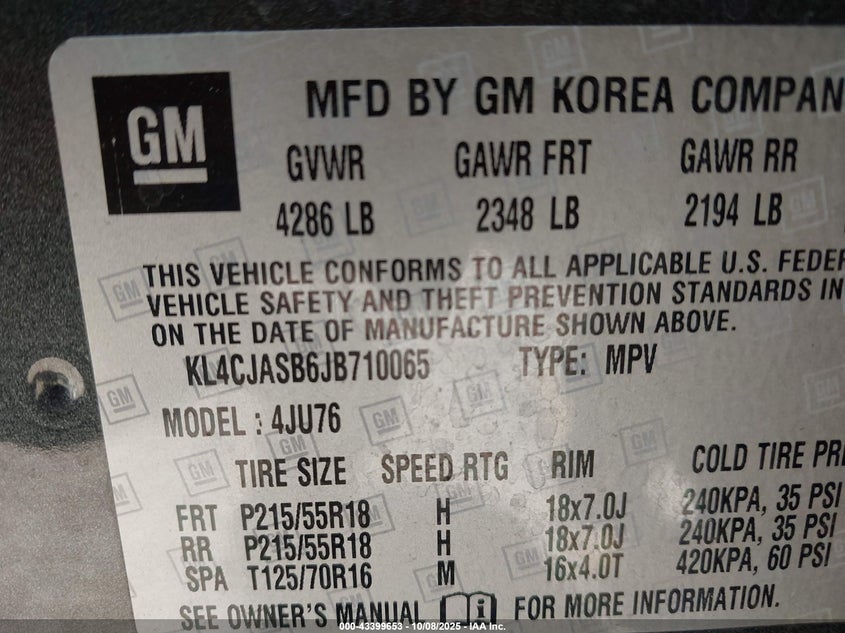 GM
MFD BY GM KOREA COMPAN
GVWR GAWR FRT GAWR RR
4286 LB 2348 LB 2194 LB
THIS VEHICLE CONFORMS TO ALL APPLICABLE U.S. FEDER
VEHICLE SAFETY AND THEFT PREVENTION STANDARDS IN
ON THE DATE OF MANUFACTURE SHOWN ABOVE.
KL4CJASB6JB710065 TYPE: MPV
MODEL : 4JU76
TIRE SIZE SPEED RTG RIM COLD TIRE PRE
FRT P215/55R18 H 18x7.0J 240KPA, 35 PSI
RR P215/55R18 H 18x7.0J 240KPA, 35 PSI
SPA T125/70R16 M 16x4.0T 420KPA, 60 PSI
SEE OWNER'S MANUAL FOR MORE INFORMATION.
000-43399653 - 10/08/2025 - IAA Inc.